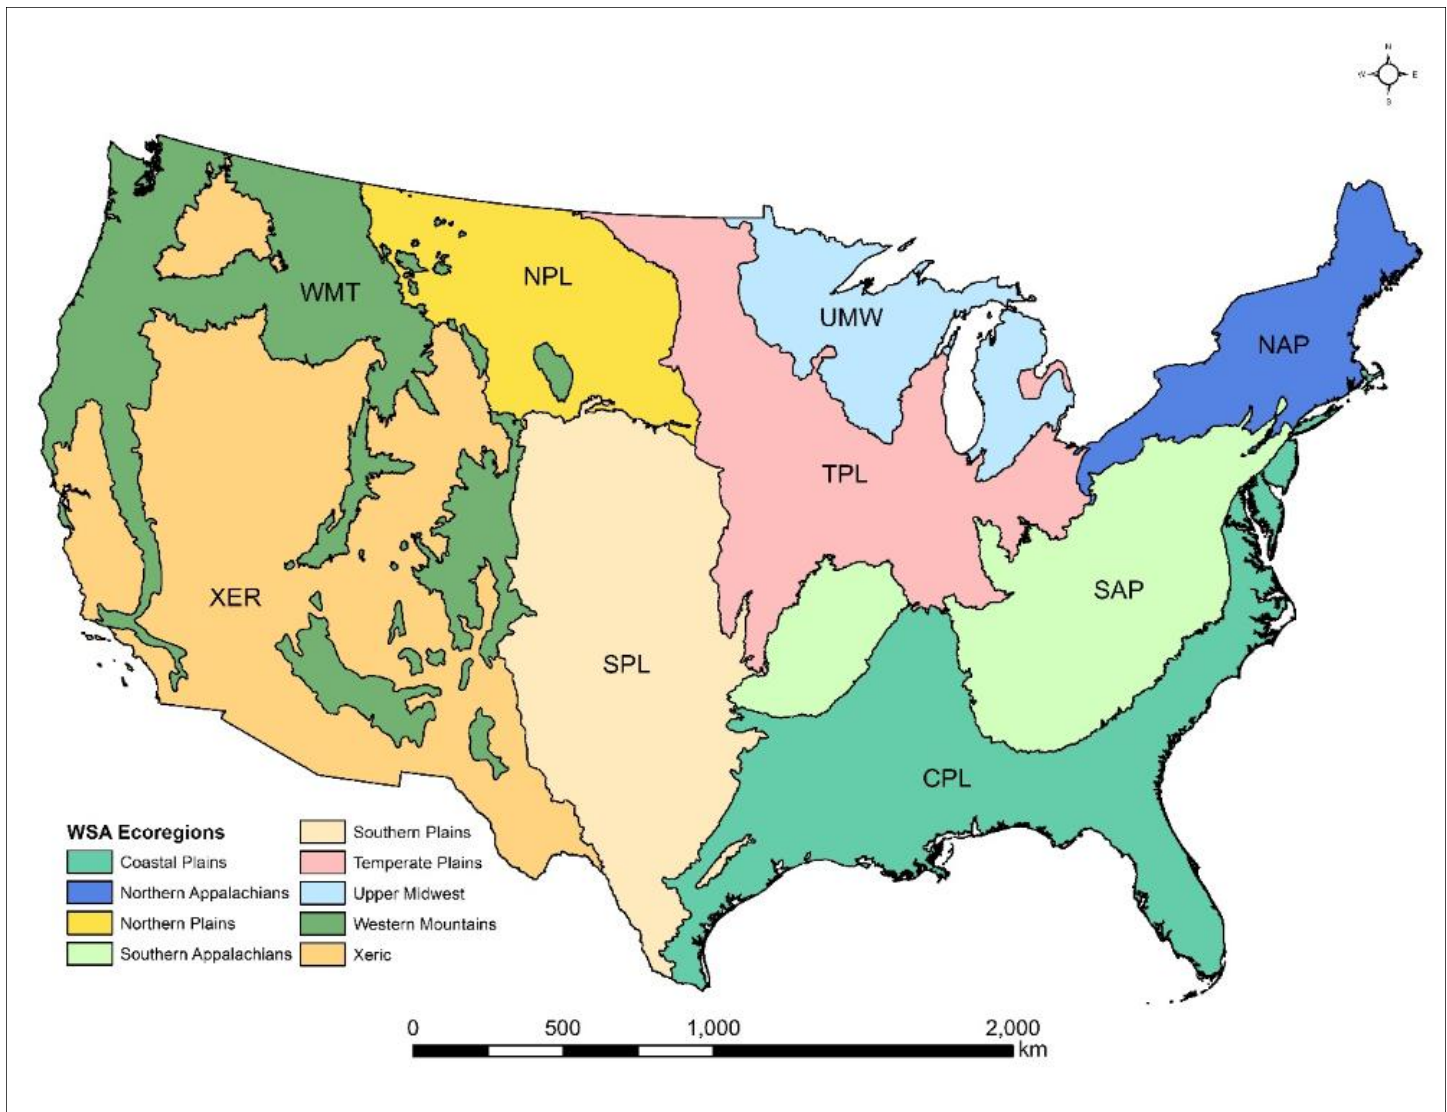 N
W E
S
NPL
WMT
UMW
NAP
TPL
XER
SAP
SPL
CPL
WSA Ecoregions
Coastal Plains
Northern Appalachians
Northern Plains
Southern Appalachians
Southern Plains
Temperate Plains
Upper Midwest
Western Mountains
Xeric
0 500 1,000 2,000
km